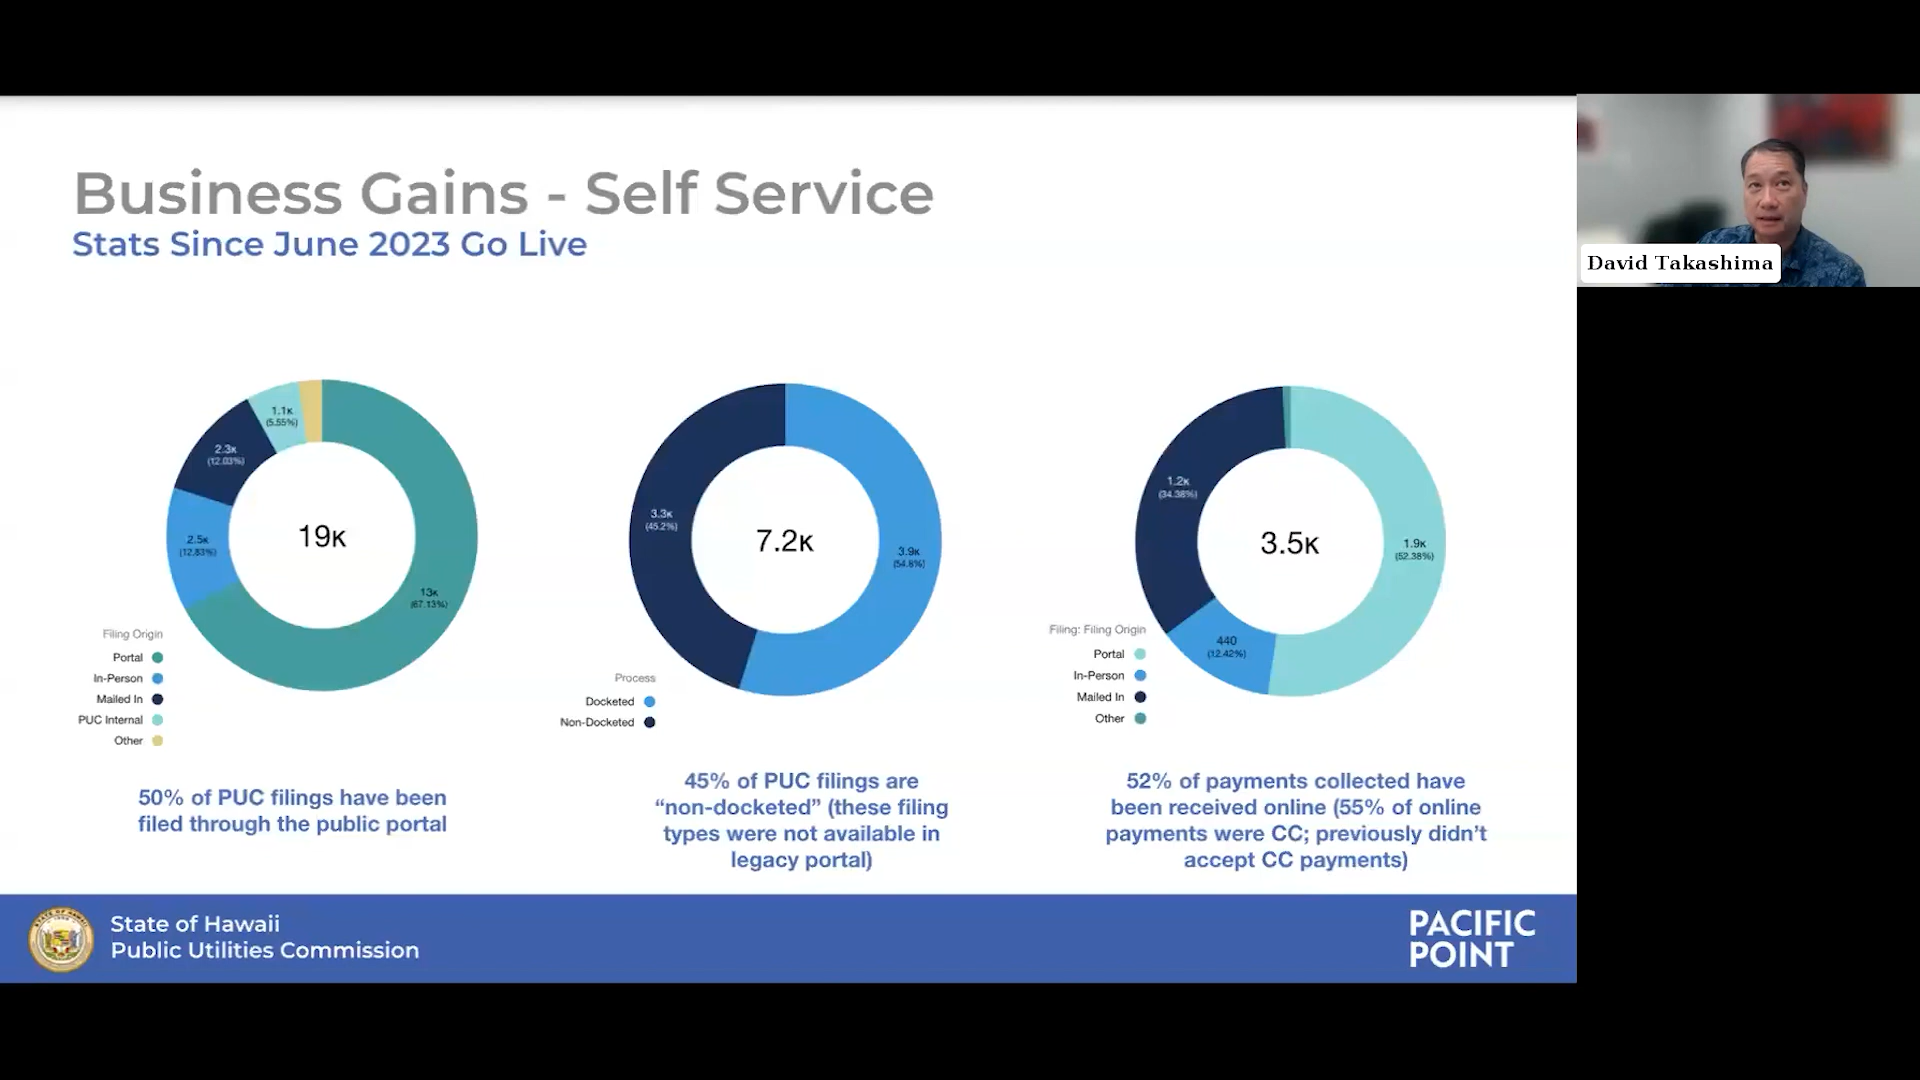 Business Gains - Self Service
Stats Since June 2023 Go Live
David Takashima
1.1K
(5.55%)
2.3K
(12.03%)
2.5K
(12.83%)
19K
13K
(67.13%)
Filing Origin
Portal
In-Person
Mailed In
PUC Internal
Other
50% of PUC filings have been
filed through the public portal
3.3K
(45.2%)
7.2K
3.9K
(54.8%)
Process
Docketed
Non-Docketed
45% of PUC filings are
“non-docketed” (these filing
types were not available in
legacy portal)
1.2K
(34.38%)
3.5K
1.9K
(52.38%)
440
(12.42%)
Filing: Filing Origin
Portal
In-Person
Mailed In
Other
52% of payments collected have
been received online (55% of online
payments were CC; previously didn’t
accept CC payments)
State of Hawaii
Public Utilities Commission
PACIFIC
POINT